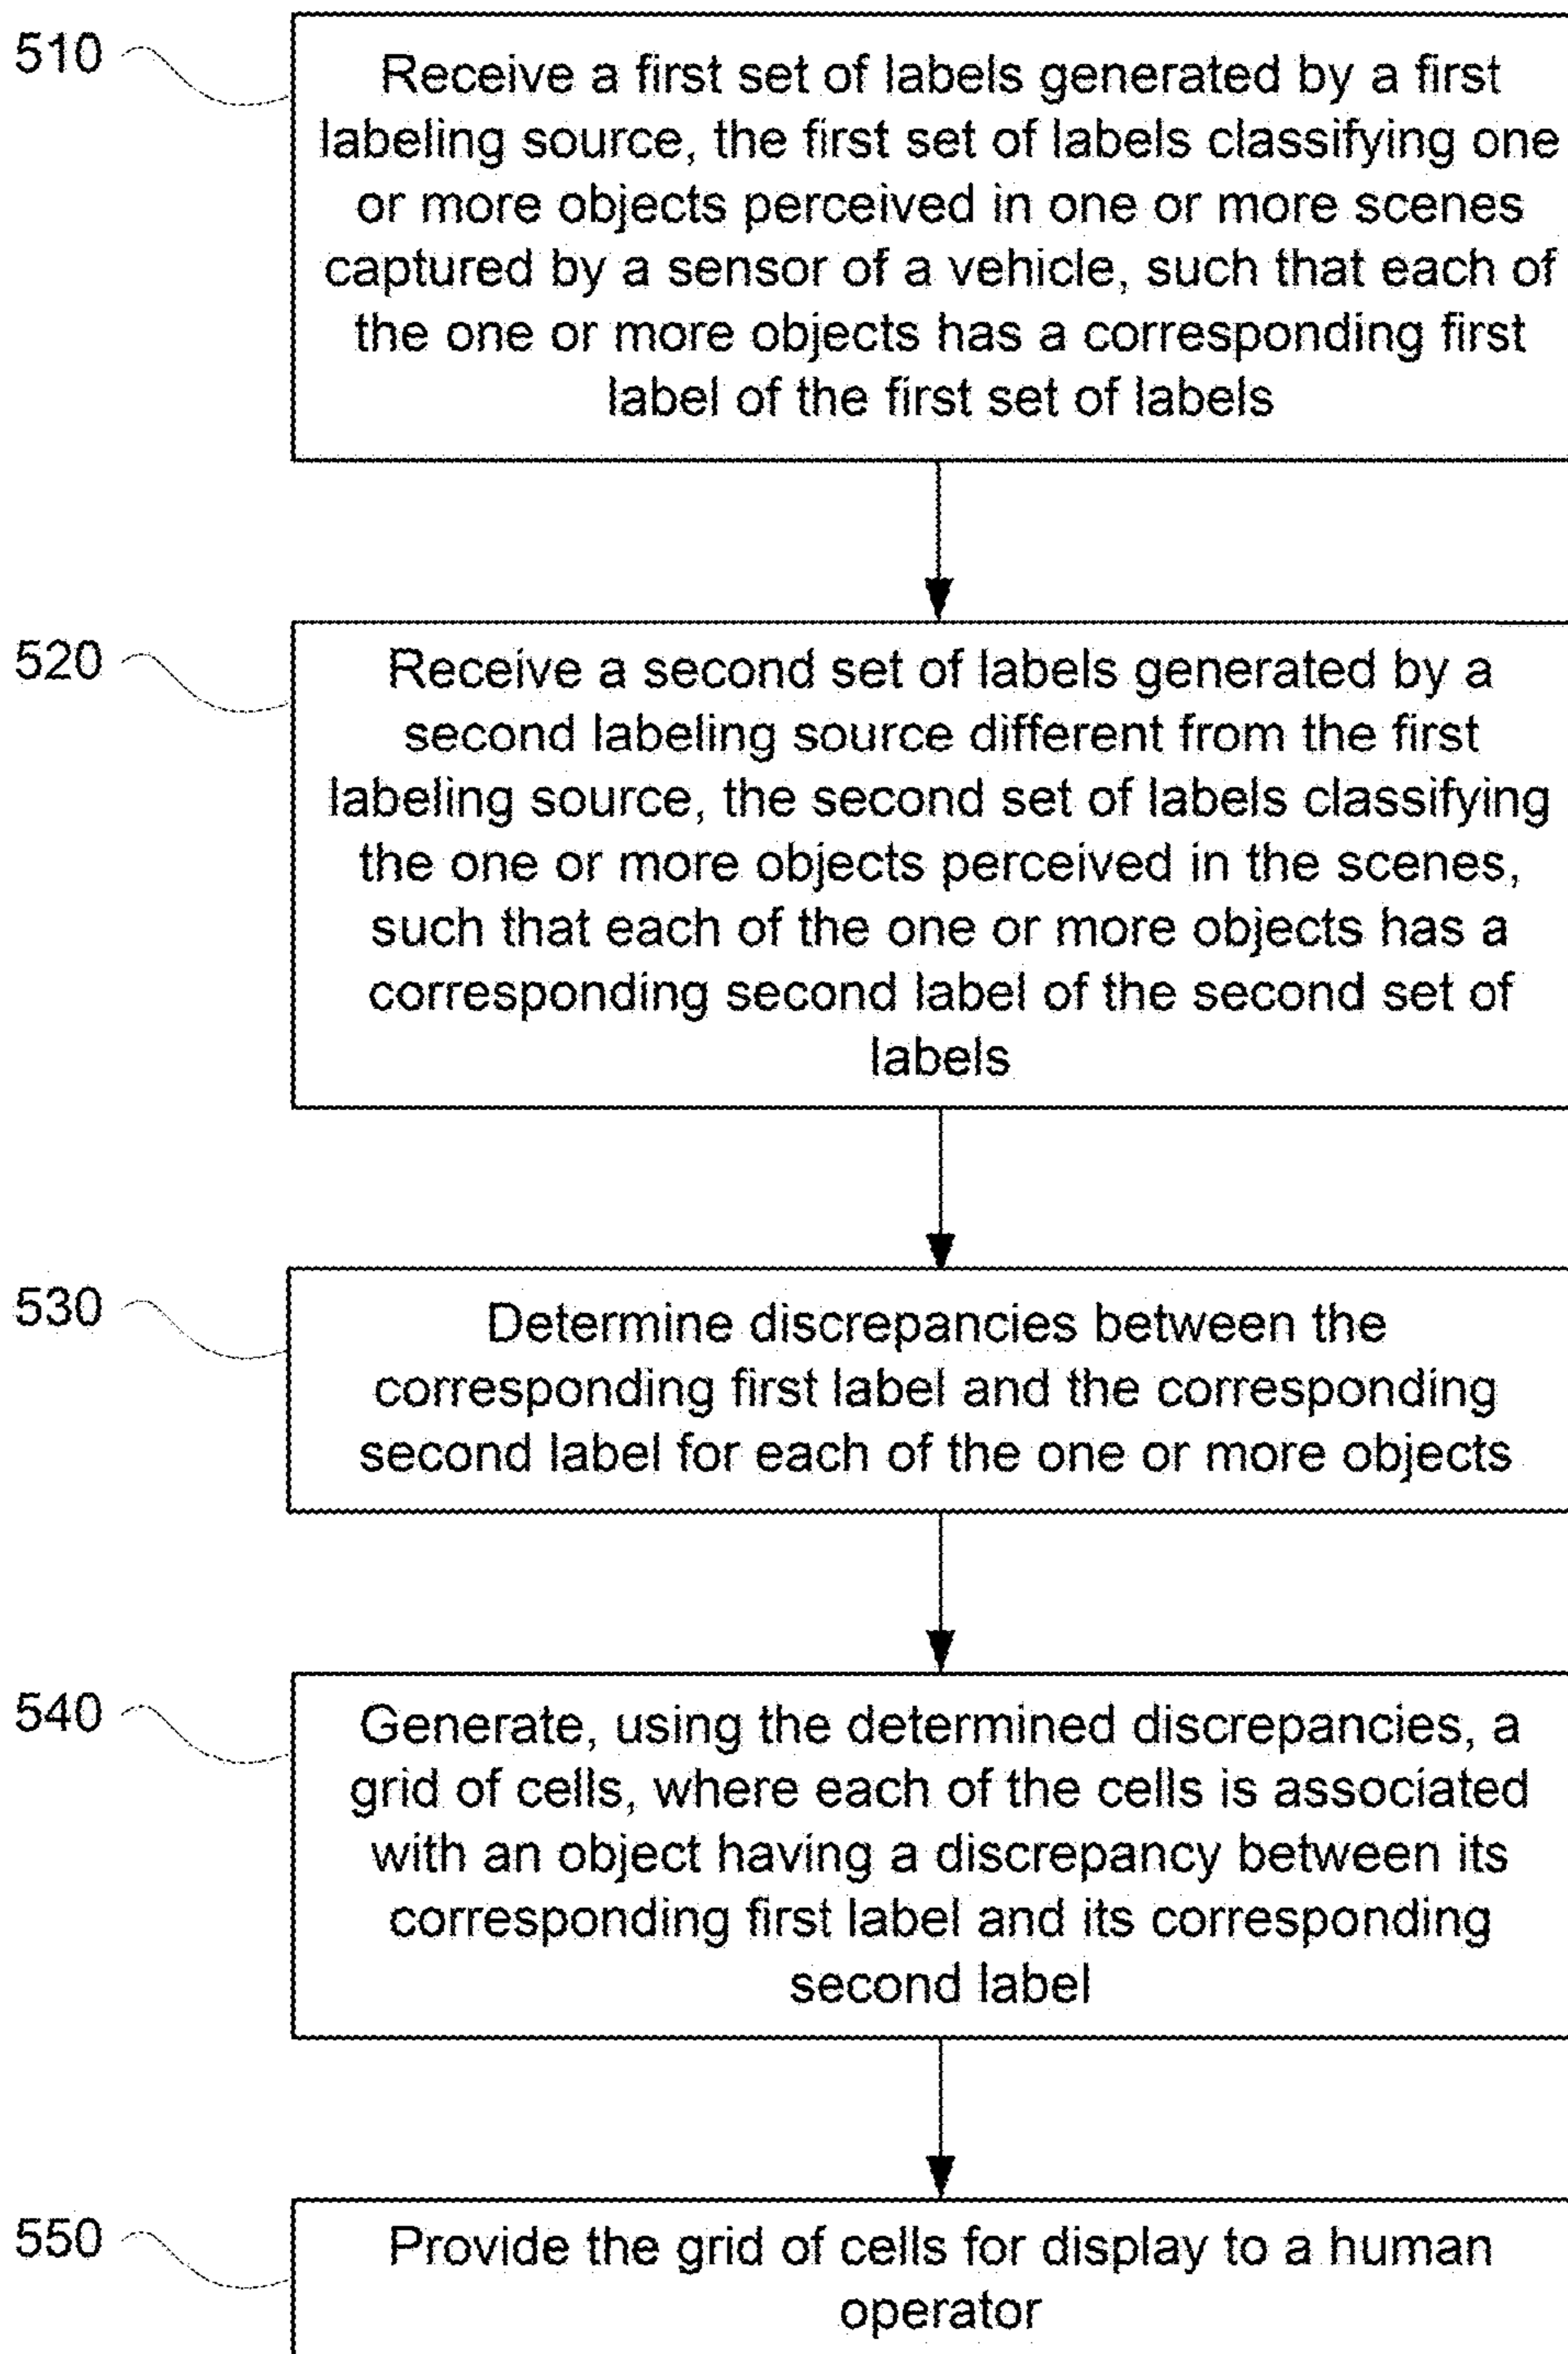 510
Receive a first set of labels generated by a first
labeling source, the first set of labels classifying one
or more objects perceived in one or more scenes
captured by a sensor of a vehicle, such that each of
the one or more objects has a corresponding first
label of the first set of labels
520
Receive a second set of labels generated by a
second labeling source different from the first
labeling source, the second set of labels classifying
the one or more objects perceived in the scenes,
such that each of the one or more objects has a
corresponding second label of the second set of
labels
530
Determine discrepancies between the
corresponding first label and the corresponding
second label for each of the one or more objects
540
Generate, using the determined discrepancies, a
grid of cells, where each of the cells is associated
with an object having a discrepancy between its
corresponding first label and its corresponding
second label
550
Provide the grid of cells for display to a human
operator